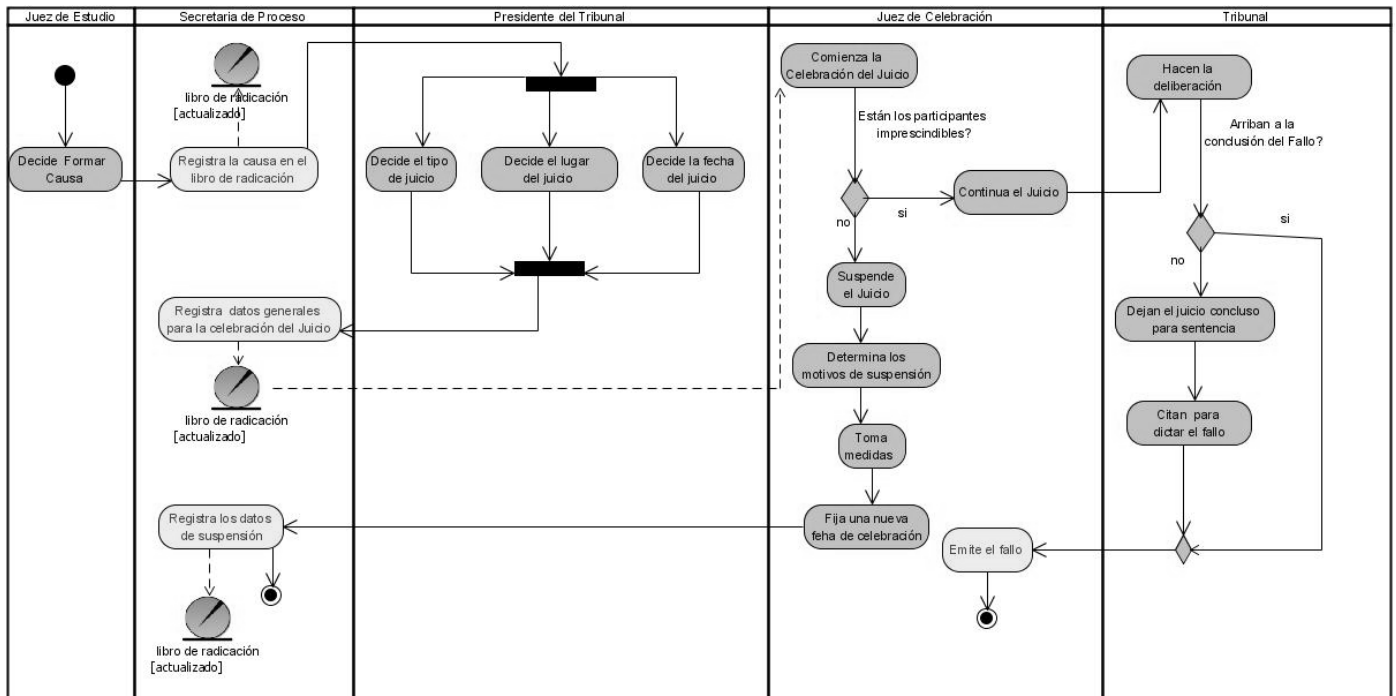 Juez de Estudio
Secretaria de Proceso
Presidente del Tribunal
Juez de Celebración
Tribunal
Decide Formar
Causa
libro de radicación
[actualizado]
Registra la causa en el
libro de radicación
Registra datos generales
para la celebración del Juicio
libro de radicación
[actualizado]
Registra los datos
de suspensión
libro de radicación
[actualizado]
Decide el tipo
de juicio
Decide el lugar
del juicio
Decide la fecha
del juicio
Comienza la
Celebración del Juicio
Están los participantes
imprescindibles?
si
no
Continua el Juicio
Suspende
el Juicio
Determina los
motivos de suspensión
Toma
medidas
Fija una nueva
feha de celebración
Emite el fallo
Hacen la
deliberación
Arriban a la
conclusión del Fallo?
si
no
Dejan el juicio concluso
para sentencia
Citan para
dictar el fallo